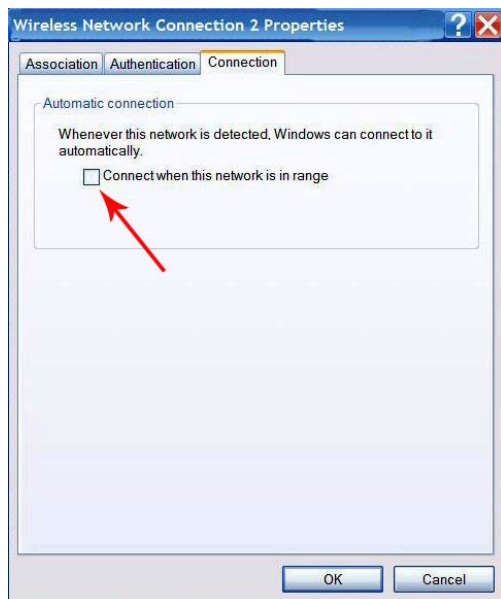 Wireless Network Connection 2 Properties
?
Association Authentication Connection
Automatic connection
Whenever this network is detected, Windows can connect to it
automatically.
Connect when this network is in range
OK Cancel